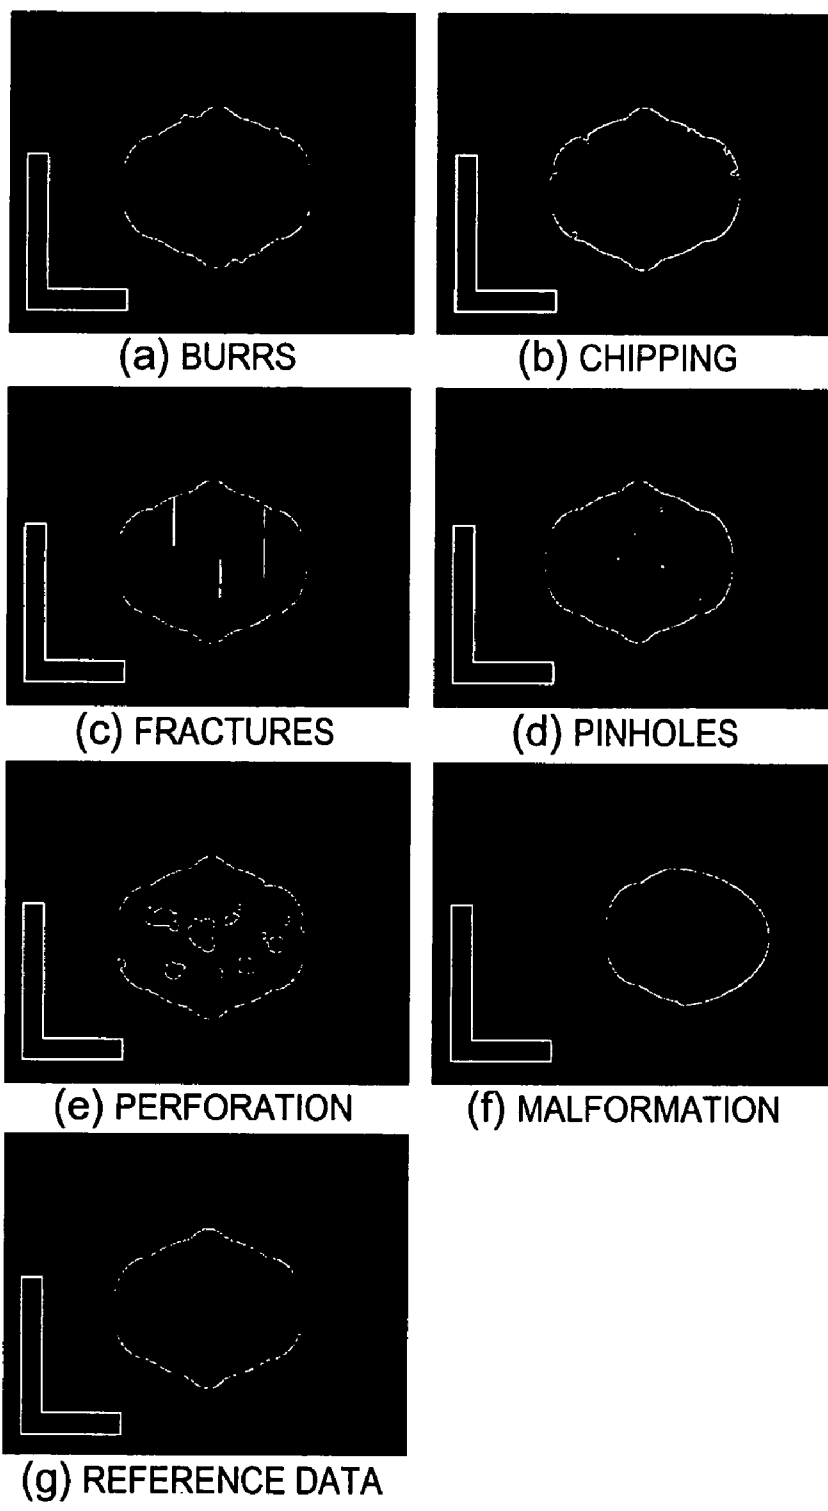 (a) BURRS
(b) CHIPPING
(c) FRACTURES
(d) PINHOLES
(e) PERFORATION
(f) MALFORMATION
(g) REFERENCE DATA